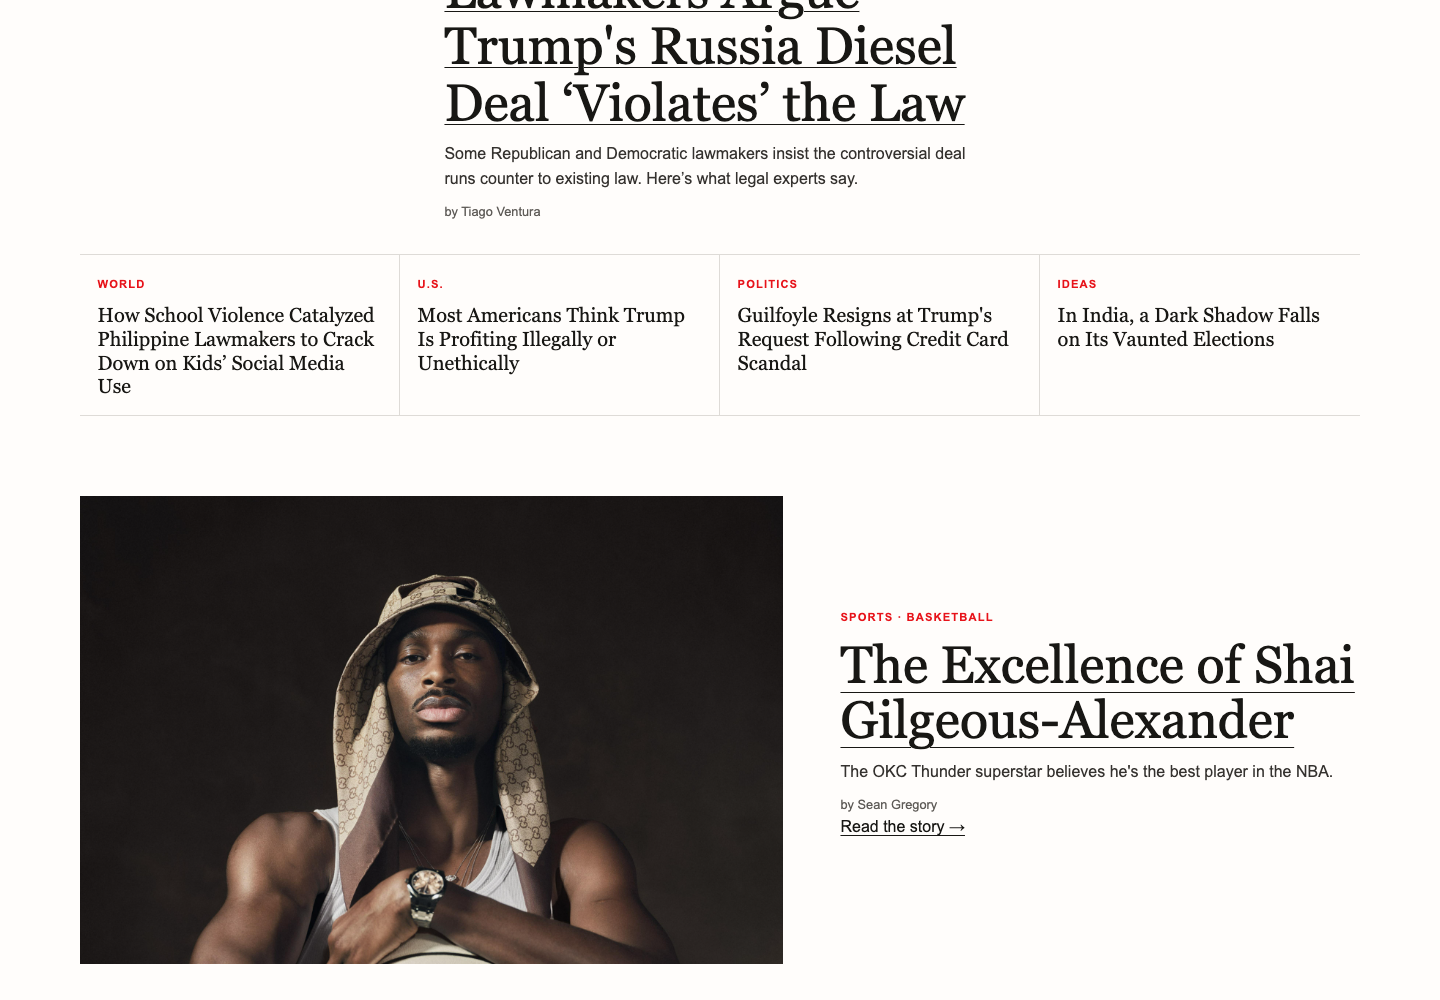 Lawmakers Argue
Trump's Russia Diesel
Deal ‘Violates’ the Law
Some Republican and Democratic lawmakers insist the controversial deal
runs counter to existing law. Here’s what legal experts say.
by Tiago Ventura
WORLD
How School Violence Catalyzed
Philippine Lawmakers to Crack
Down on Kids’ Social Media
Use
U.S.
Most Americans Think Trump
Is Profiting Illegally or
Unethically
POLITICS
Guilfoyle Resigns at Trump's
Request Following Credit Card
Scandal
IDEAS
In India, a Dark Shadow Falls
on Its Vaunted Elections
SPORTS · BASKETBALL
The Excellence of Shai
Gilgeous-Alexander
The OKC Thunder superstar believes he's the best player in the NBA.
by Sean Gregory
Read the story →